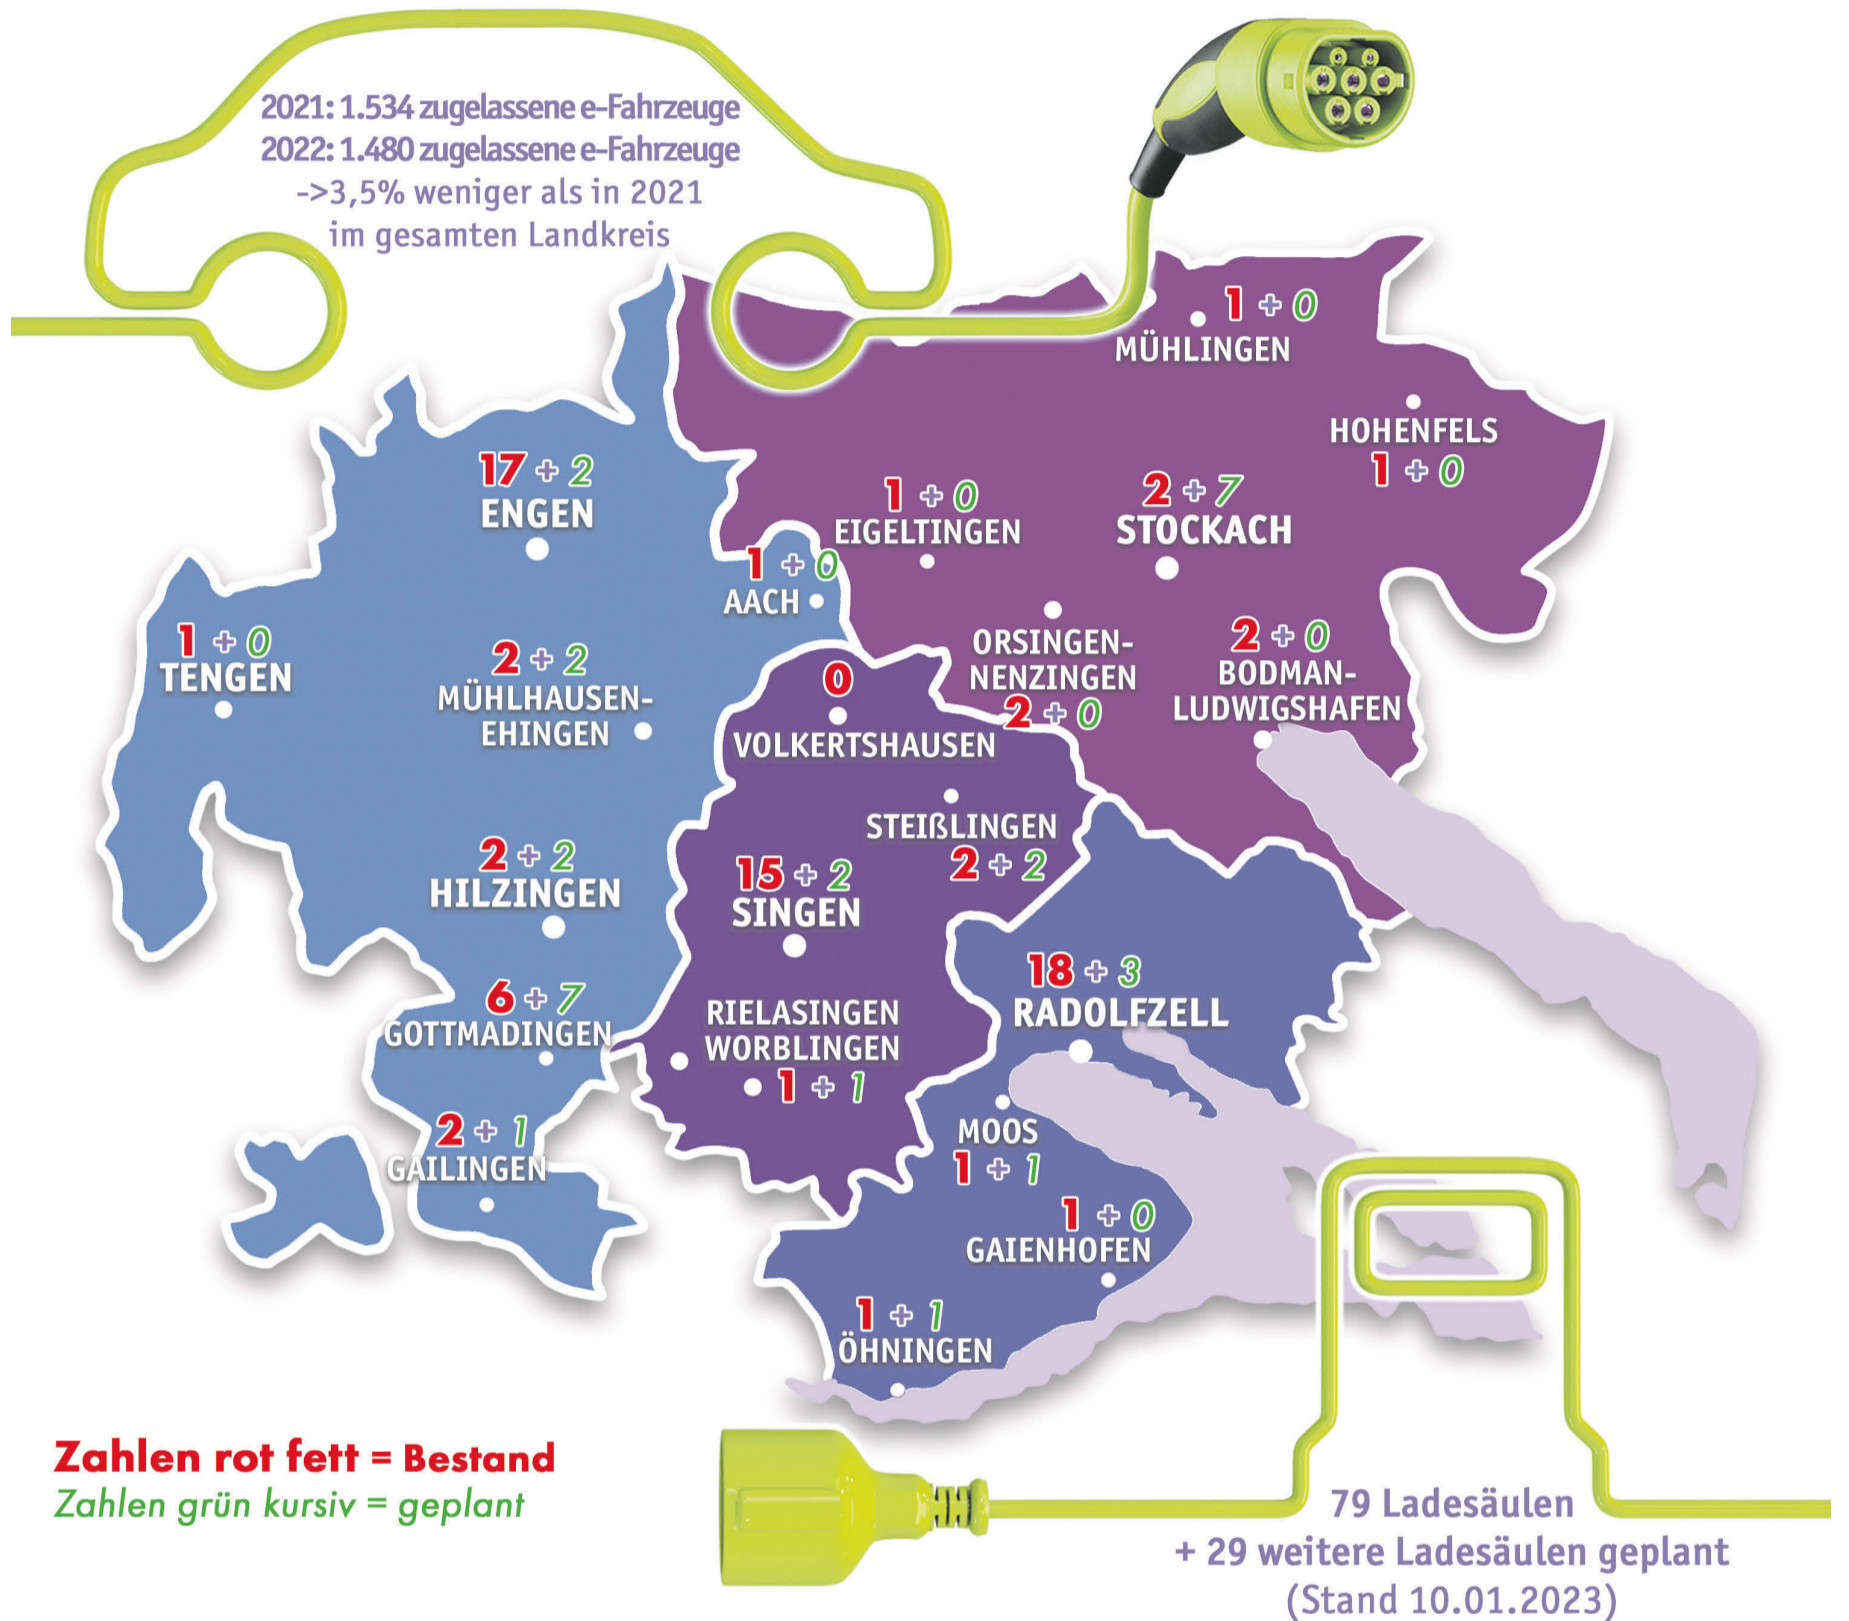 2021: 1.534 zugelassene e-Fahrzeuge
2022: 1.480 zugelassene e-Fahrzeuge
->3,5% weniger als in 2021
im gesamten Landkreis
1 + 0
MÜHLINGEN
HOHENFELS
1 + 0
17 + 2
ENGEN
1 + 0
EIGELTINGEN
2 + 7
STOCKACH
1 + 0
AACH
1 + 0
TENGEN
2 + 2
MÜHLHAUSEN-
EHINGEN
0
VOLKERTSHAUSEN
ORSINGEN-
NENZINGEN
2 + 0
2 + 0
BODMAN-
LUDWIGSHAFEN
STEIßLINGEN
2 + 2
2 + 2
HILZINGEN
15 + 2
SINGEN
18 + 3
RADOLFZELL
6 + 7
GOTTMADINGEN
RIELASINGEN
WORBLINGEN
1 + 1
2 + 1
GAILINGEN
MOOS
1 + 1
1 + 0
GAIENHOFEN
1 + 1
ÖHNINGEN
Zahlen rot fett = Bestand
Zahlen grün kursiv = geplant
79 Ladesäulen
+ 29 weitere Ladesäulen geplant
(Stand 10.01.2023)